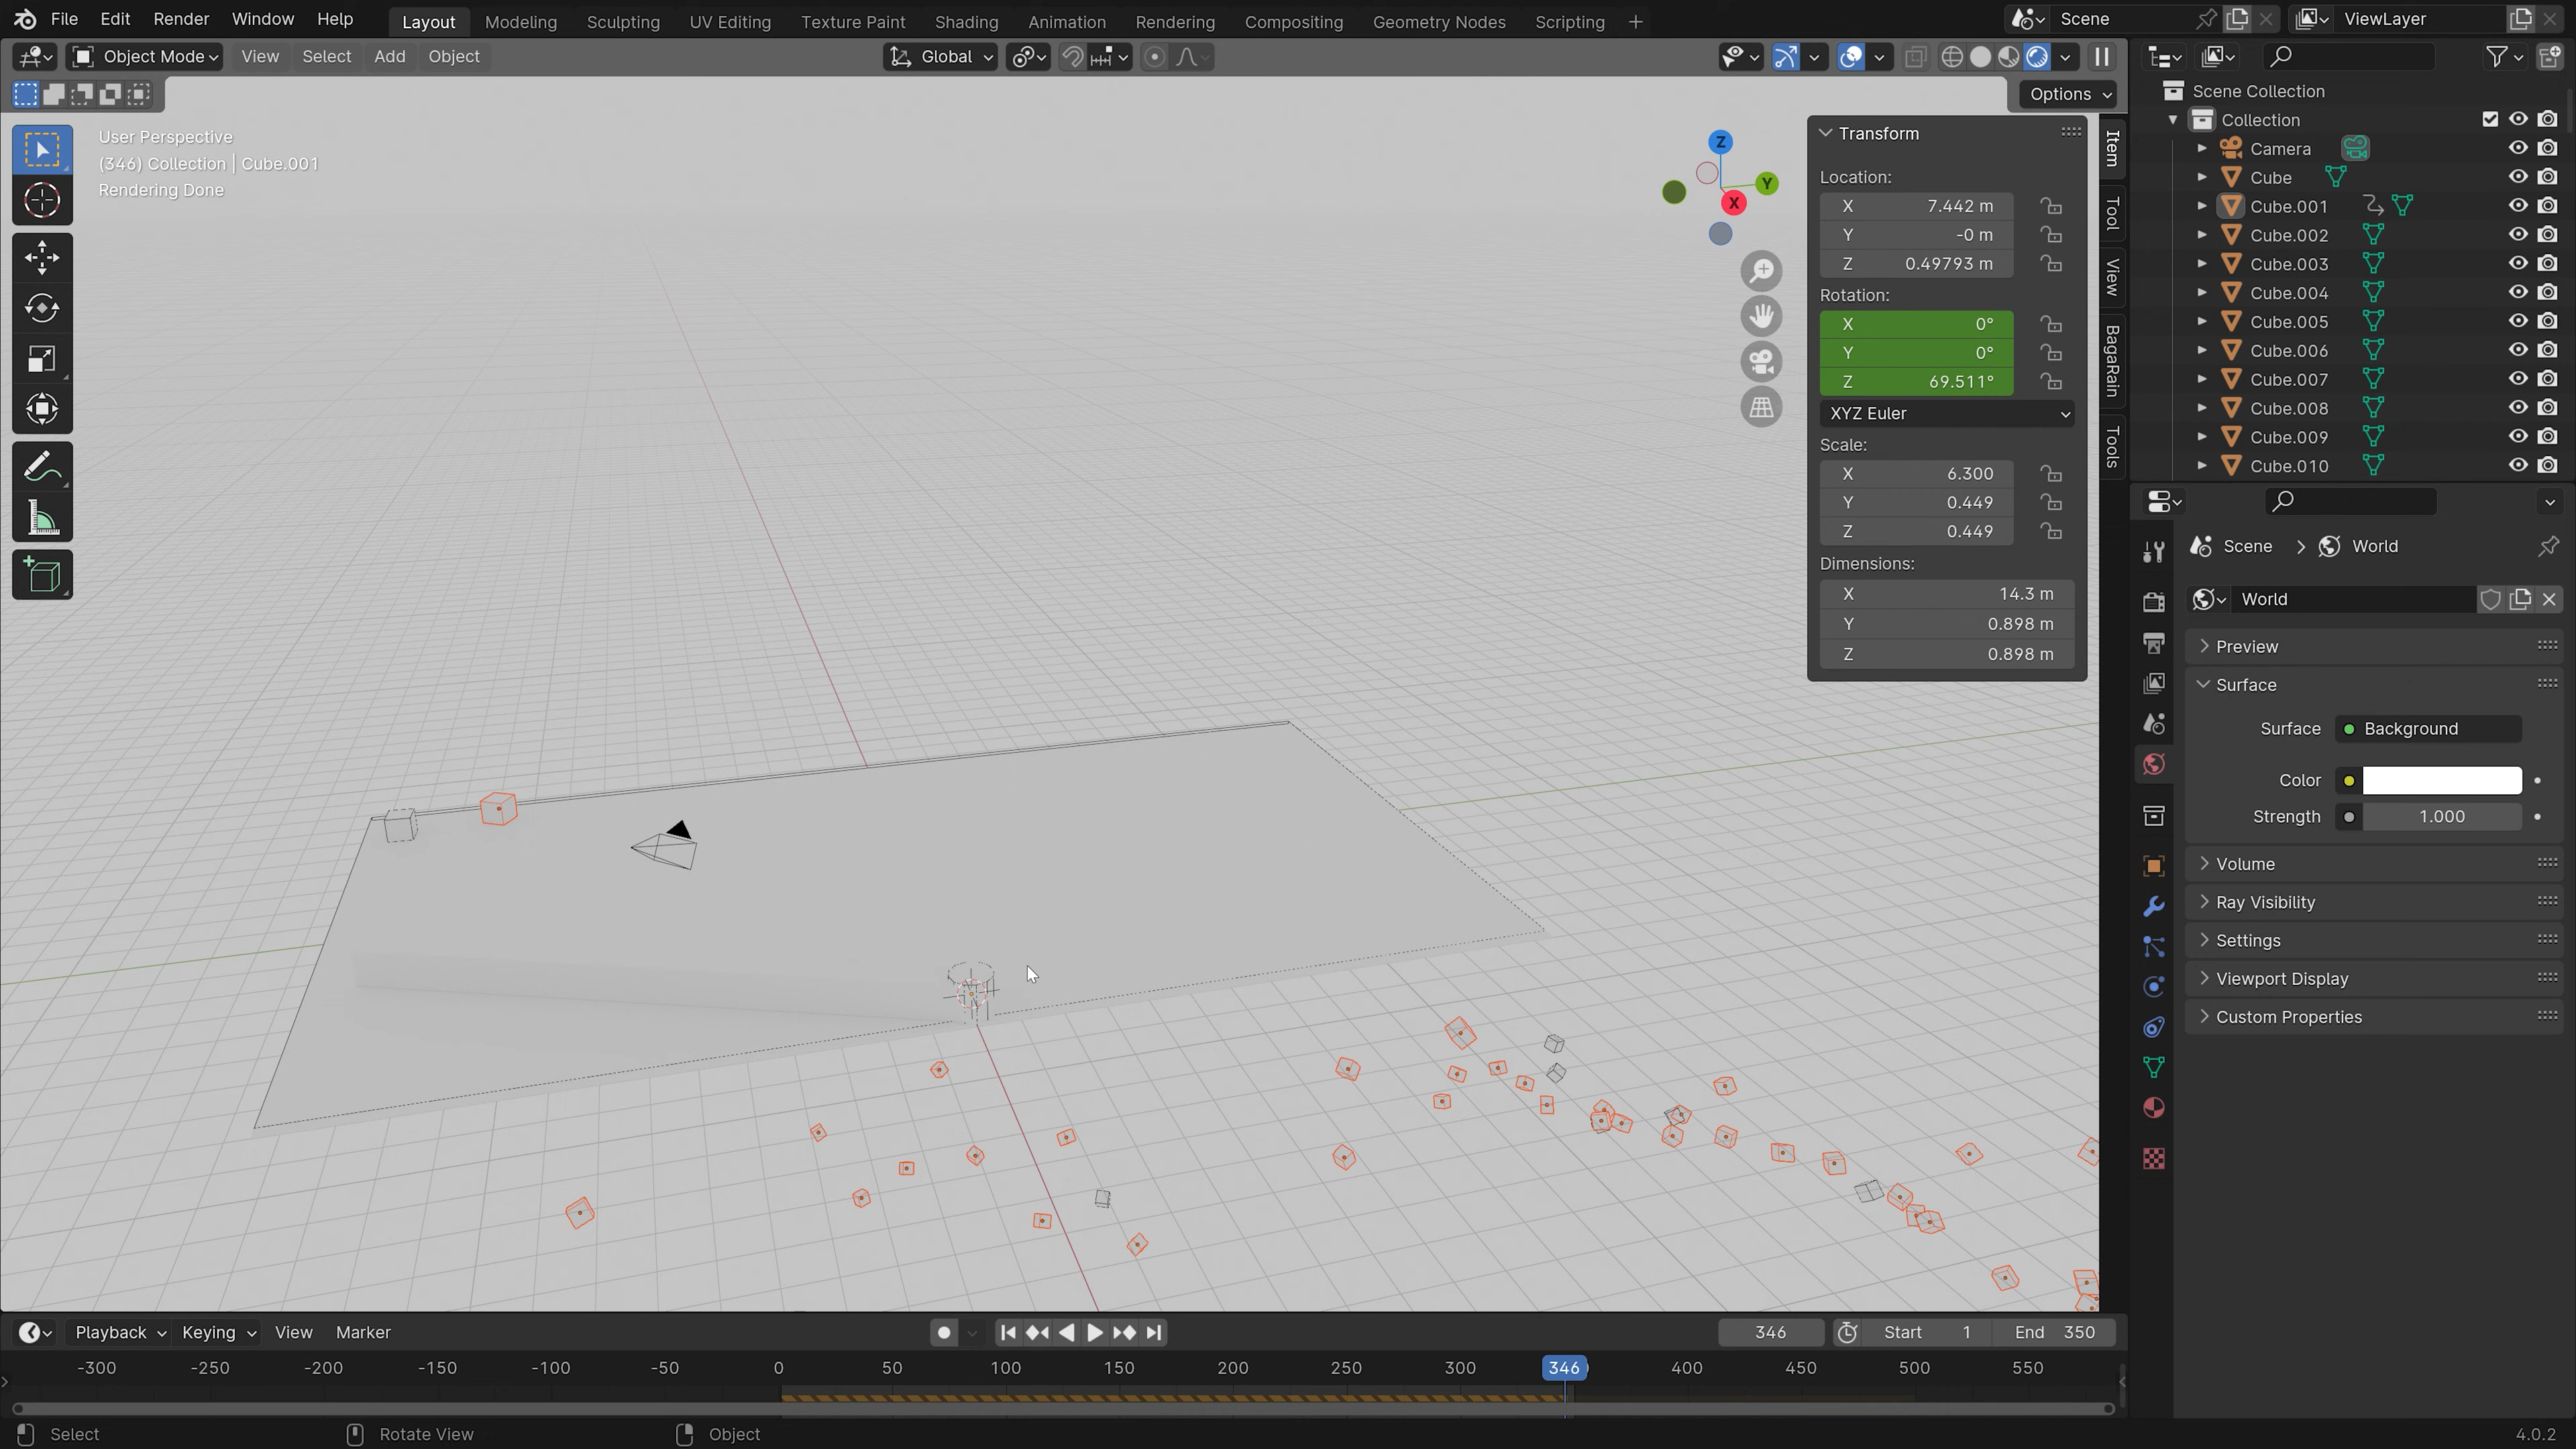 File Edit Render Window Help Layout Modeling Sculpting UV Editing Texture Paint Shading Animation Rendering Compositing Geometry Nodes Scripting + Scene ViewLayer
Object Mode View Select Add Object Global
Options
User Perspective
(346) Collection | Cube.001
Rendering Done
Z
Y
X
Transform
Location:
X 7.442 m
Y -0 m
Z 0.49793 m
Rotation:
X 0°
Y 0°
Z 69.511°
XYZ Euler
Scale:
X 6.300
Y 0.449
Z 0.449
Dimensions:
X 14.3 m
Y 0.898 m
Z 0.898 m
Item
Tool
View
BagaRain
Tools
Scene Collection
Collection
Camera
Cube
Cube.001
Cube.002
Cube.003
Cube.004
Cube.005
Cube.006
Cube.007
Cube.008
Cube.009
Cube.010
Scene > World
World
Preview
Surface
Surface Background
Color
Strength 1.000
Volume
Ray Visibility
Settings
Viewport Display
Custom Properties
Playback Keying View Marker 346 Start 1 End 350
-300 -250 -200 -150 -100 -50 0 50 100 150 200 250 300 346 400 450 500 550
Select Rotate View Object 4.0.2